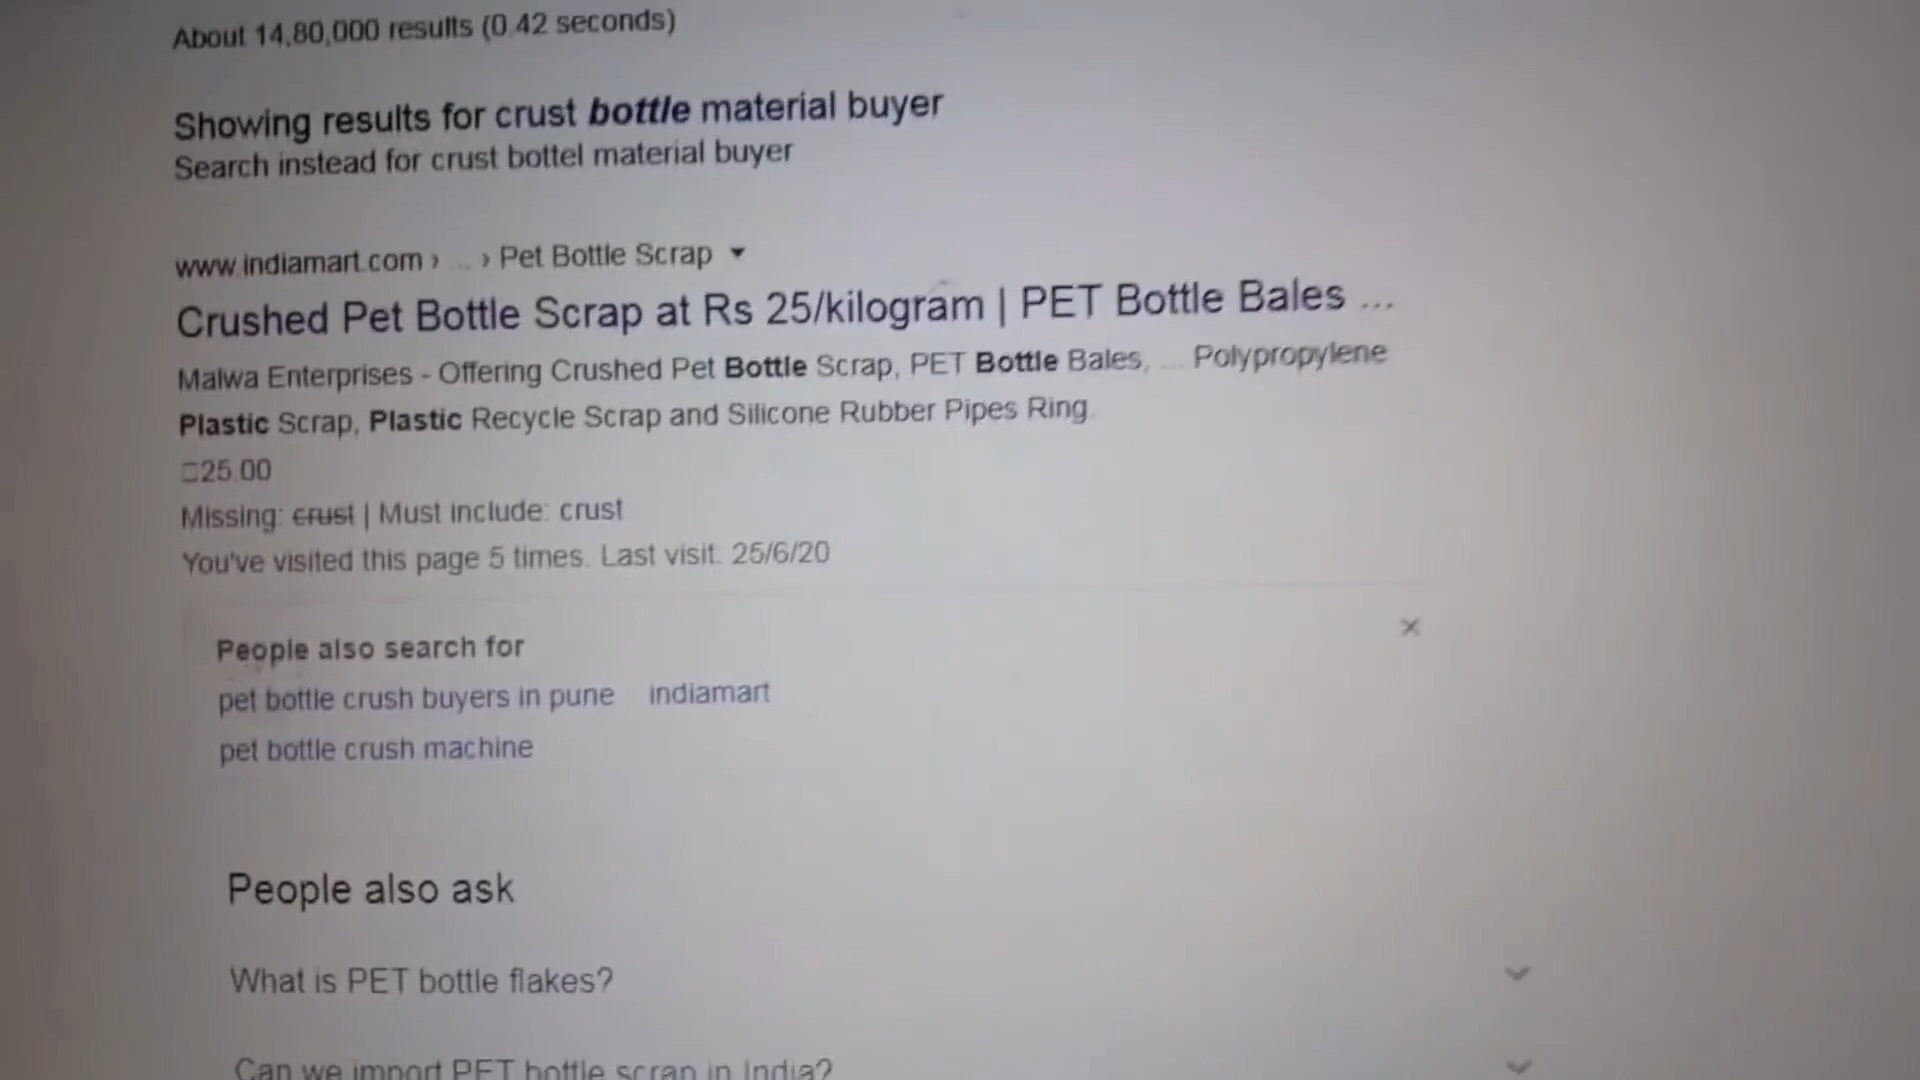 About 14,80,000 results (0.42 seconds)
Showing results for crust bottle material buyer
Search instead for crust bottel material buyer
www.indiamart.com › ... › Pet Bottle Scrap
Crushed Pet Bottle Scrap at Rs 25/kilogram | PET Bottle Bales ...
Malwa Enterprises - Offering Crushed Pet Bottle Scrap, PET Bottle Bales, ... Polypropylene
Plastic Scrap, Plastic Recycle Scrap and Silicone Rubber Pipes Ring.
□25.00
Missing: crust | Must include: crust
You've visited this page 5 times. Last visit: 25/6/20
People also search for
pet bottle crush buyers in pune indiamart
pet bottle crush machine
People also ask
What is PET bottle flakes?
Can we import PET bottle scrap in India?